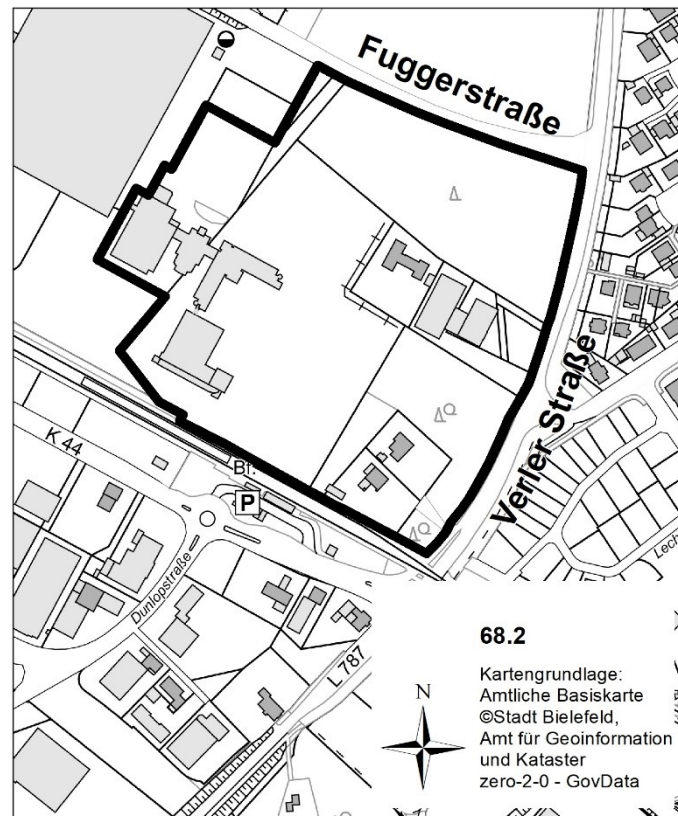 Fuggerstraße
Verler Straße
K 44
Bf.
P
Dunlopstraße
L 787
Lech
68.2
N
Kartengrundlage:
Amtliche Basiskarte
©Stadt Bielefeld,
Amt für Geoinformation
und Kataster
zero-2-0 - GovData